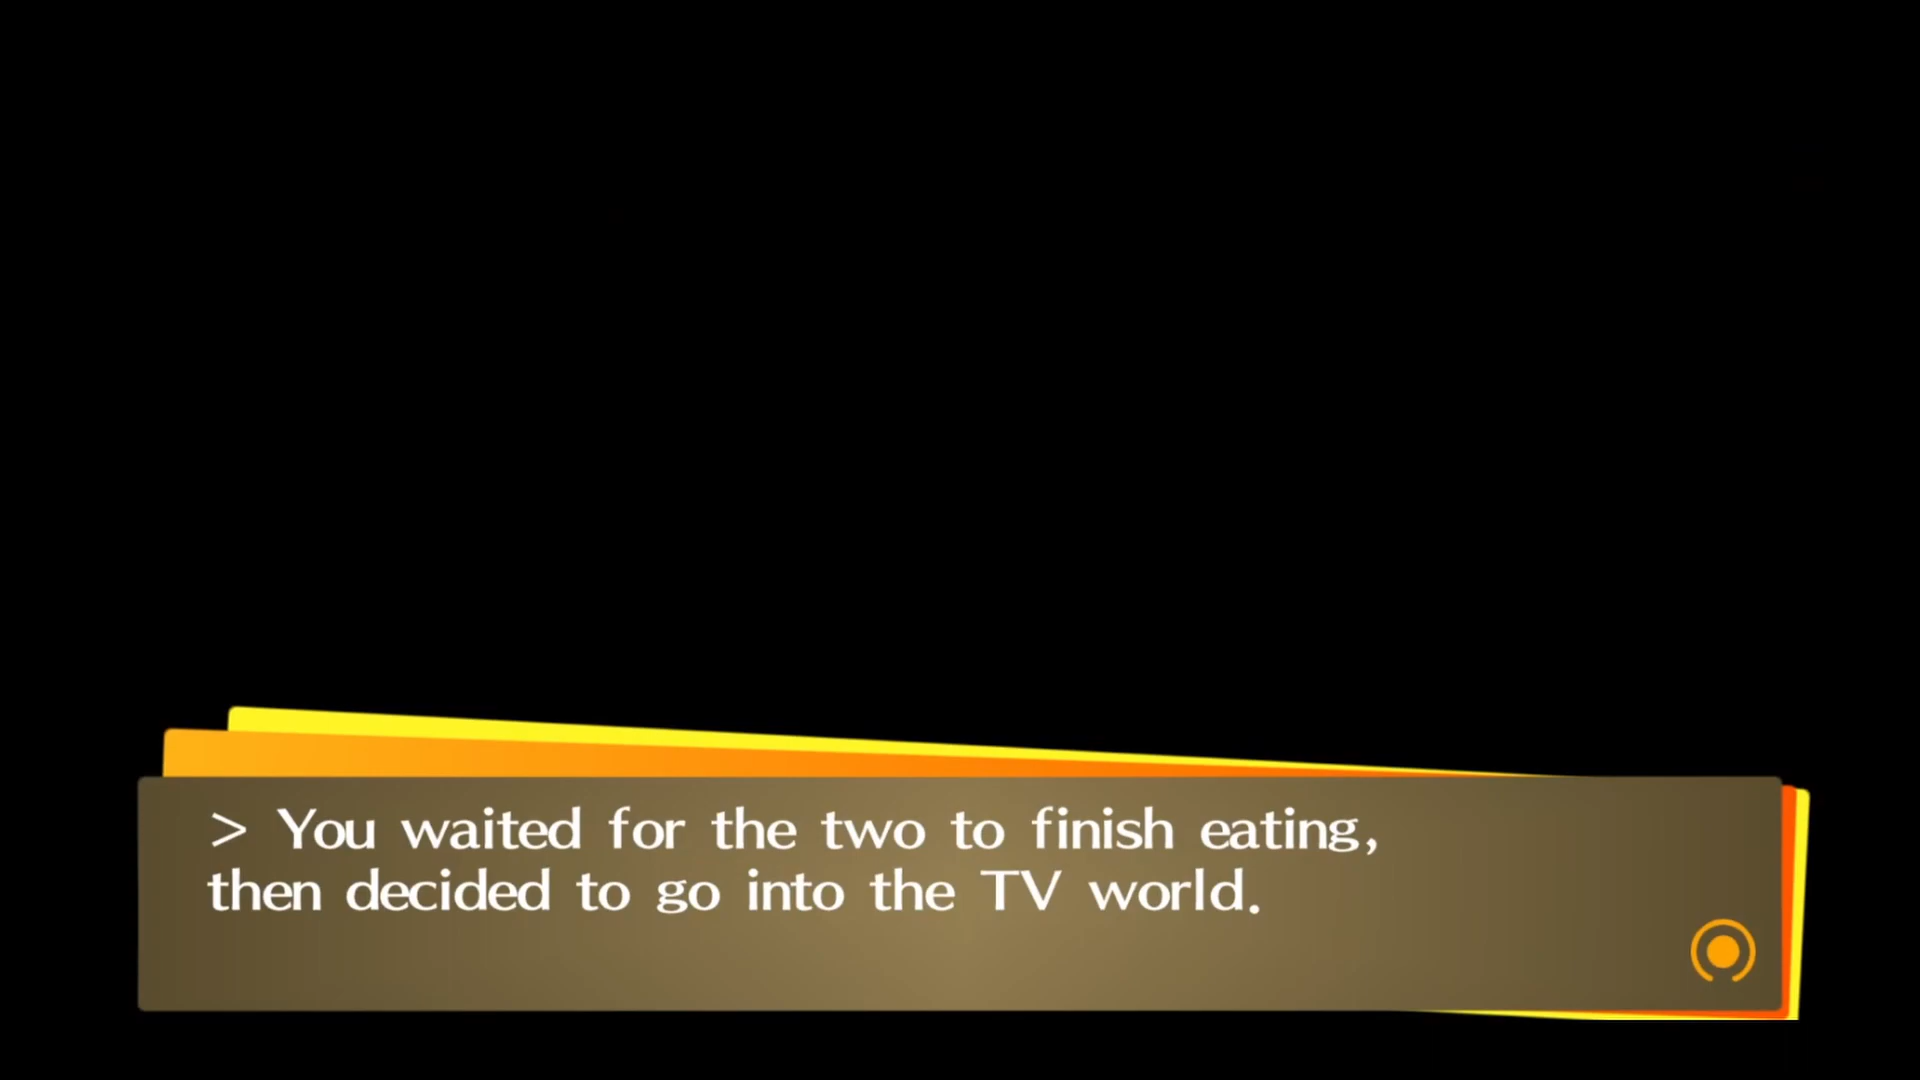 > You waited for the two to finish eating,
then decided to go into the TV world.